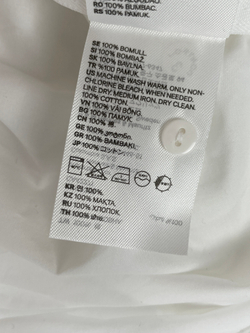 RO 100% BUMBAC.
RS 100% PAMUK.
SE 100% BOMULL.
SI 100% BOMBAŽ.
SK 100% BAVLNA.
TR %100 PAMUK.
US MACHINE WASH WARM, ONLY NON-
CHLORINE BLEACH, WHEN NEEDED.
LINE DRY, MEDIUM IRON, DRY CLEAN.
100% COTTON.
VN 100% VẢI BÔNG.
BG 100% ПАМУК.
CN 100% 棉.
GE 100% ბამბა.
GR 100% ΒΑΜΒΑΚΙ.
JP 100% コットン
KR 면 100%.
KZ 100% МАҚТА.
RU 100% ХЛОПОК.
TH 100%